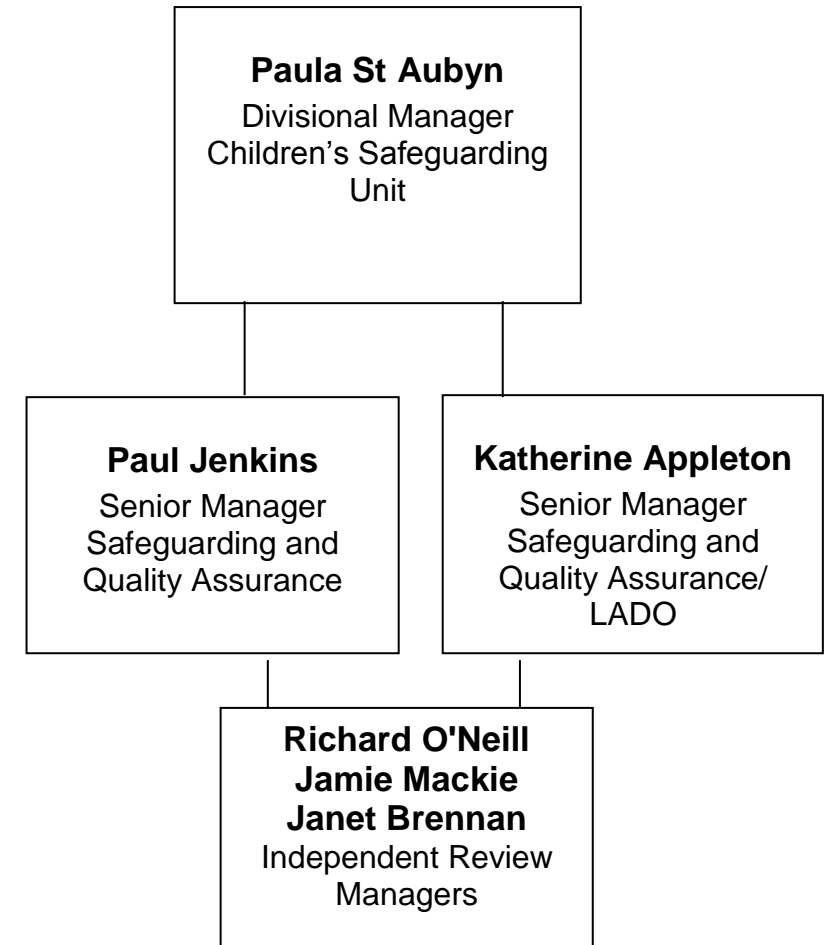 Paula St Aubyn
Divisional Manager
Children’s Safeguarding
Unit
Paul Jenkins
Senior Manager
Safeguarding and
Quality Assurance
Katherine Appleton
Senior Manager
Safeguarding and
Quality Assurance/
LADO
Richard O'Neill
Jamie Mackie
Janet Brennan
Independent Review
Managers